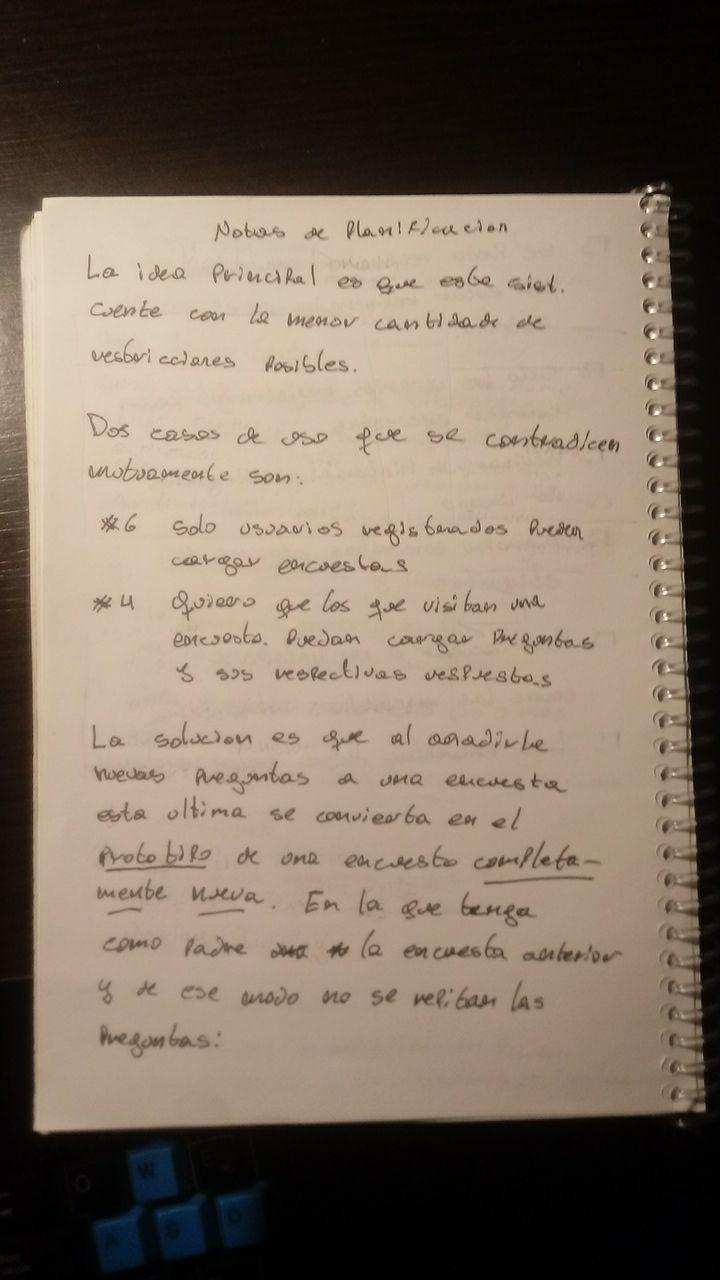 Notas de Planificacion
La idea Principal es que este sist.
cuente con la menor cantidade de
restricciones Posibles.
Dos casos de uso que se contradicen
mutuamente son:
#6 solo usuarios registrados Pueden
cargar encuestas
#4 Quiero que los que visitan una
encuesta. Puedan cargar Preguntas
y sus respectivas respuestas
La solucion es que al anadirle
nuevas Preguntas a una encuesta
esta ultima se convierta en el
Prototipo de una encuesta completa-
mente nueva. En la que tenga
como Padre la encuesta anterior
y de ese modo no se repitan las
Preguntas:
Q W E
A S D